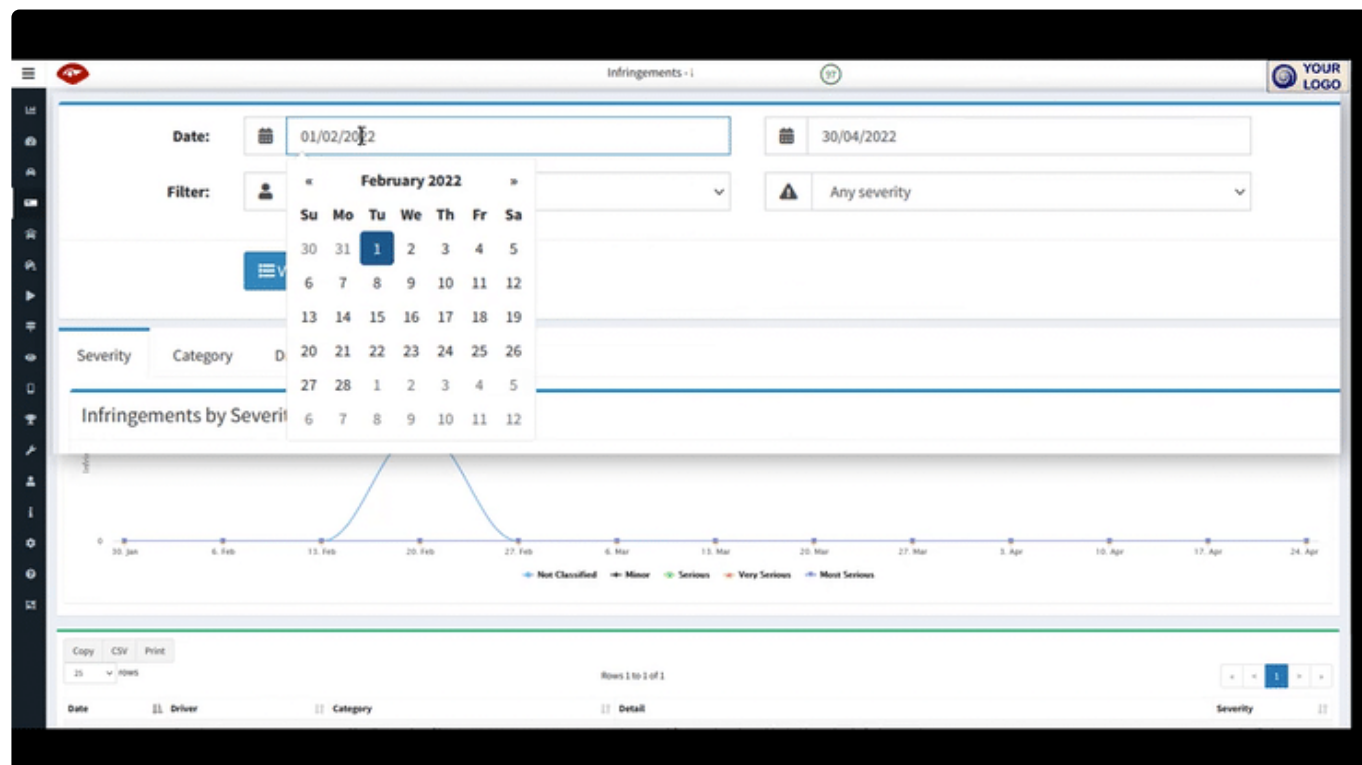 Infringements - i
97
YOUR
LOGO
Date:
01/02/2022
30/04/2022
Filter:
Any severity
« February 2022 »
Su Mo Tu We Th Fr Sa
30 31 1 2 3 4 5
6 7 8 9 10 11 12
13 14 15 16 17 18 19
20 21 22 23 24 25 26
27 28 1 2 3 4 5
6 7 8 9 10 11 12
V
Severity Category D
Infringements by Severit
0
30. Jan 6. Feb 13. Feb 20. Feb 27. Feb 6. Mar 13. Mar 20. Mar 27. Mar 3. Apr 10. Apr 17. Apr 24. Apr
Not Classified Minor Serious Very Serious Most Serious
Copy CSV Print
25 rows
Rows 1 to 1 of 1
« < 1 > »
Date Driver Category Detail Severity